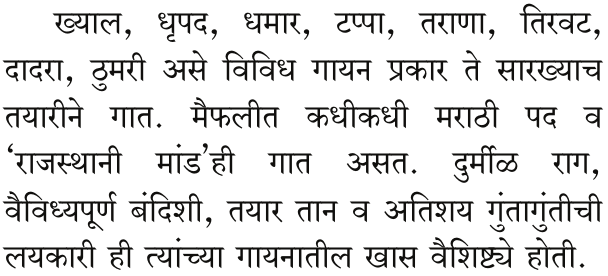 ख्याल, धृपद, धमार, टप्पा, तराणा, तिरवट,
दादरा, ठुमरी असे विविध गायन प्रकार ते सारख्याच
तयारीने गात. मैफलीत कधीकधी मराठी पद व
‘राजस्थानी मांड’ही गात असत. दुर्मीळ राग,
वैविध्यपूर्ण बंदिशी, तयार तान व अतिशय गुंतागुंतीची
लयकारी ही त्यांच्या गायनातील खास वैशिष्ट्ये होती.